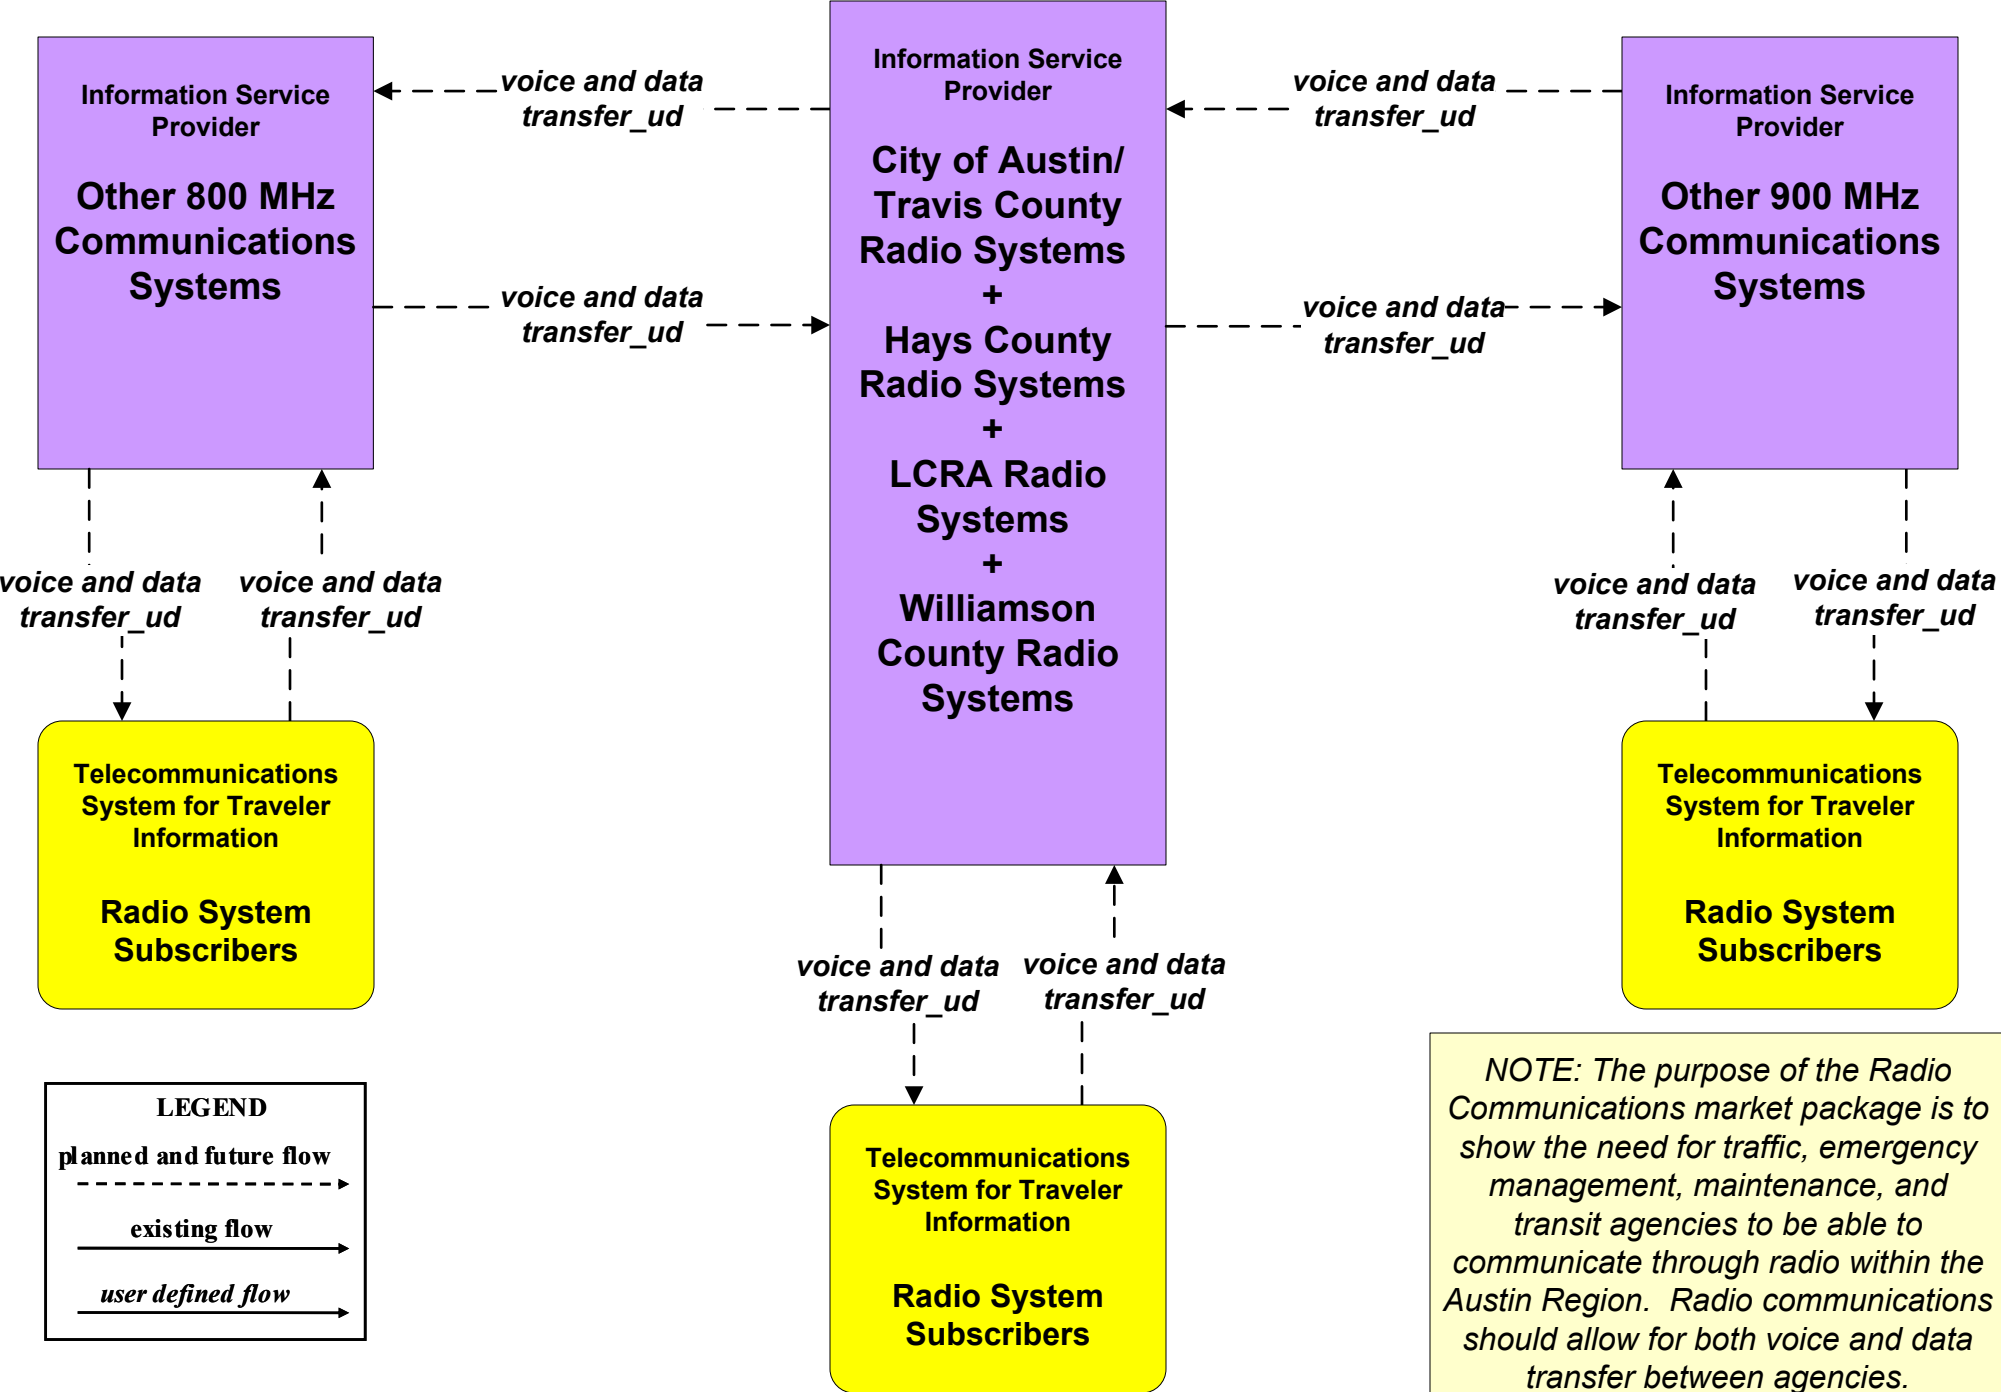 Information Service
Provider
Other 800 MHz
Communications
Systems
voice and data
transfer_ud
voice and data
transfer_ud
Information Service
Provider
City of Austin/
Travis County
Radio Systems
+
Hays County
Radio Systems
+
LCRA Radio
Systems
+
Williamson
County Radio
Systems
voice and data
transfer_ud
voice and data
transfer_ud
Information Service
Provider
Other 900 MHz
Communications
Systems
voice and data
transfer_ud
voice and data
transfer_ud
voice and data
transfer_ud
voice and data
transfer_ud
Telecommunications
System for Traveler
Information
Radio System
Subscribers
voice and data
transfer_ud
voice and data
transfer_ud
Telecommunications
System for Traveler
Information
Radio System
Subscribers
Telecommunications
System for Traveler
Information
Radio System
Subscribers
LEGEND
planned and future flow
existing flow
user defined flow
NOTE: The purpose of the Radio
Communications market package is to
show the need for traffic, emergency
management, maintenance, and
transit agencies to be able to
communicate through radio within the
Austin Region.  Radio communications
should allow for both voice and data
transfer between agencies.